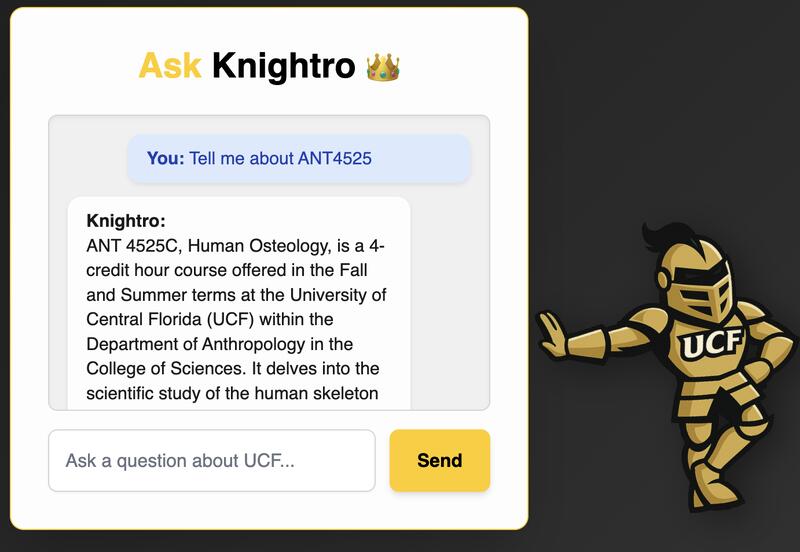 Ask Knightro 👑
You: Tell me about ANT4525
Knightro:
ANT 4525C, Human Osteology, is a 4-
credit hour course offered in the Fall
and Summer terms at the University of
Central Florida (UCF) within the
Department of Anthropology in the
College of Sciences. It delves into the
scientific study of the human skeleton
Ask a question about UCF...
Send
UCF